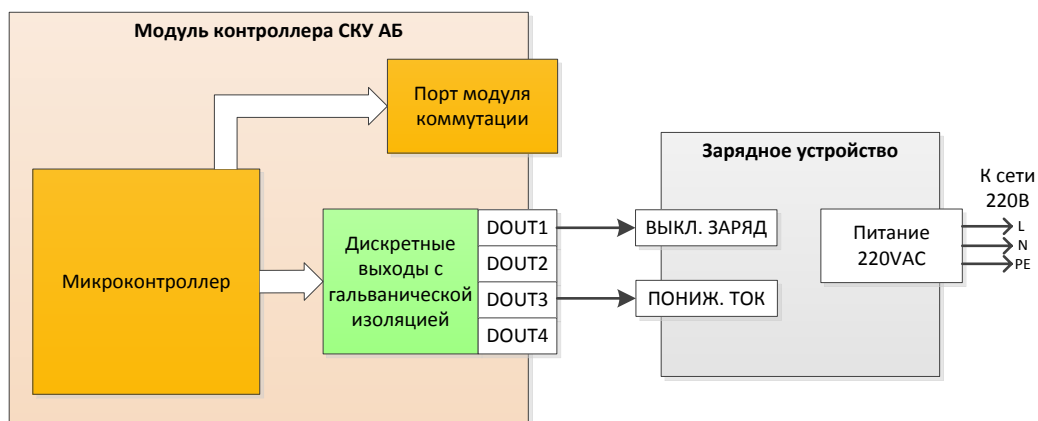 Модуль контроллера СКУ АБ
Порт модуля
коммутации
Микроконтроллер
Дискретные
выходы с
гальванической
изоляцией
DOUT1
DOUT2
DOUT3
DOUT4
Зарядное устройство
ВЫКЛ. ЗАРЯД
ПОНИЖ. ТОК
Питание
220VAC
К сети
220В
L
N
PE